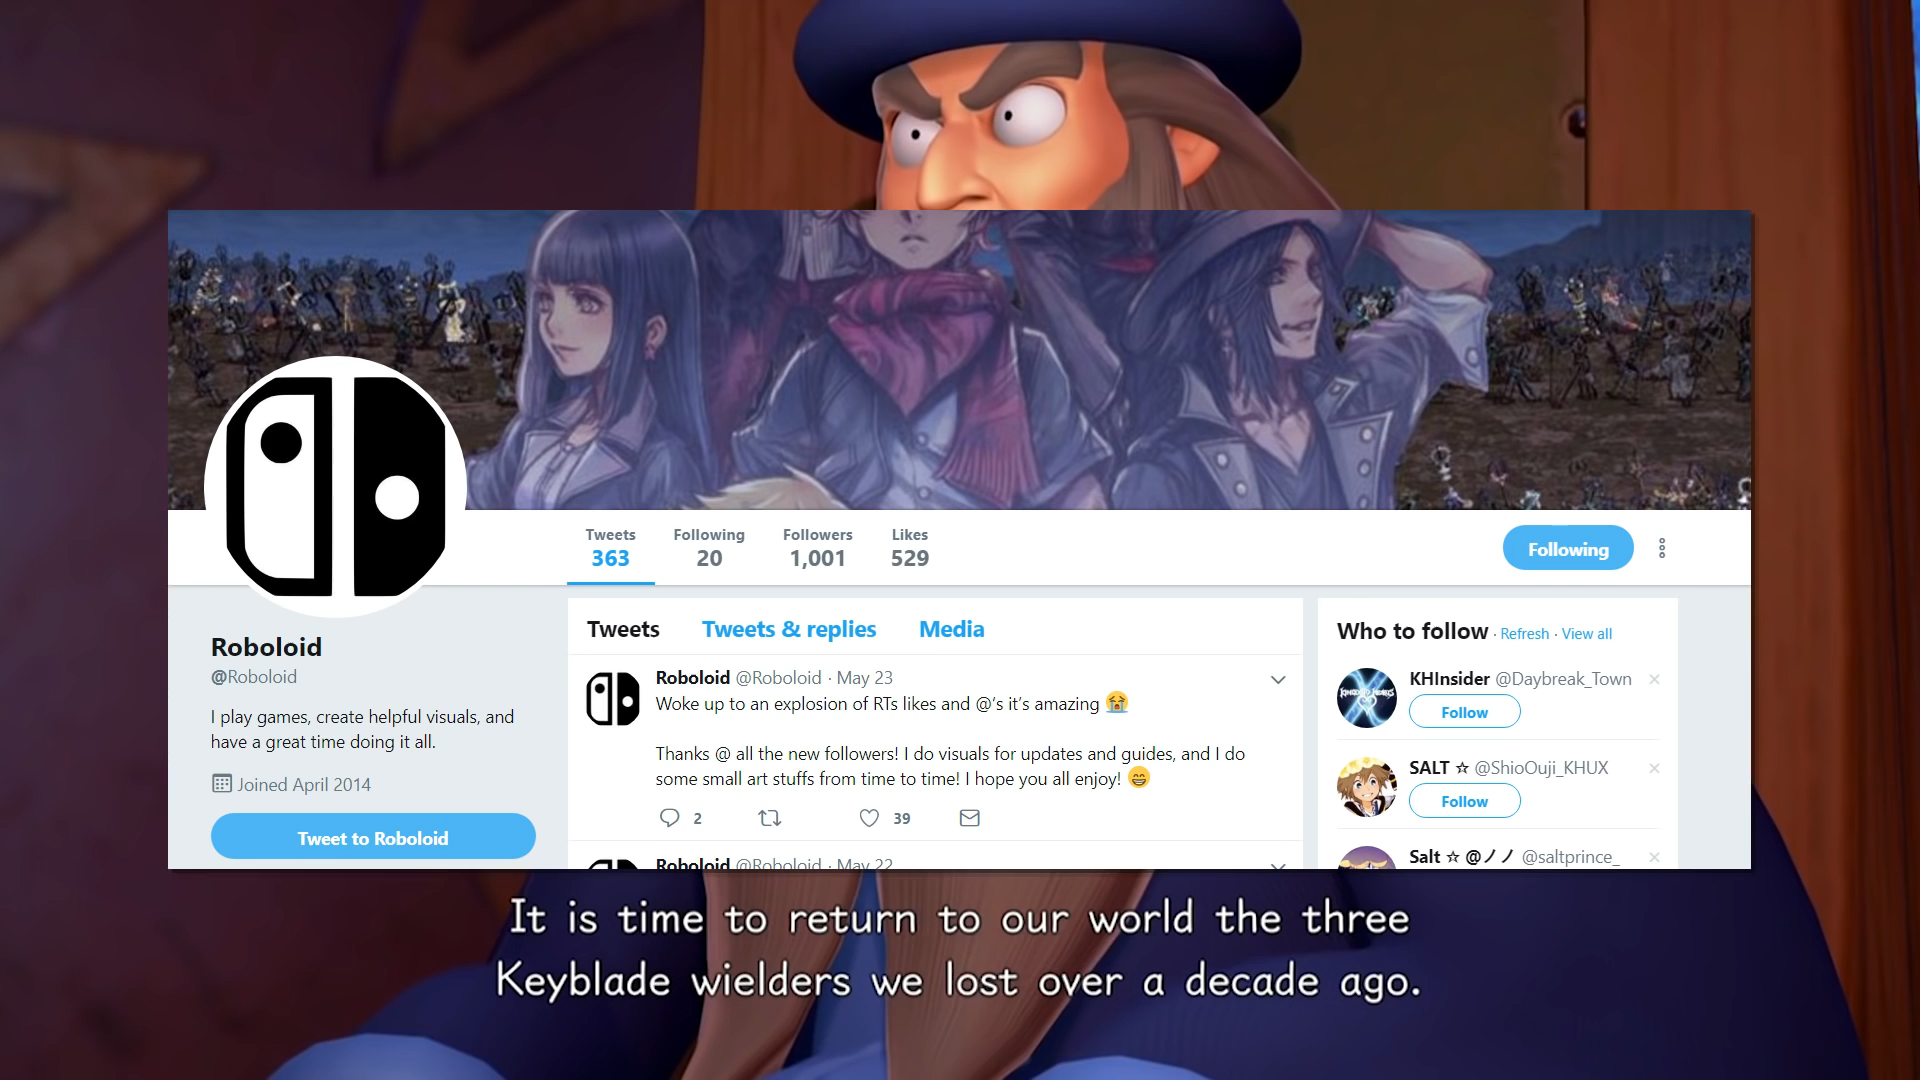 Tweets
363
Following
20
Followers
1,001
Likes
529
Following
Roboloid
@Roboloid
I play games, create helpful visuals, and
have a great time doing it all.
Joined April 2014
Tweet to Roboloid
Tweets Tweets & replies Media
Roboloid @Roboloid · May 23
Woke up to an explosion of RTs likes and @'s it's amazing 😭
Thanks @ all the new followers! I do visuals for updates and guides, and I do
some small art stuffs from time to time! I hope you all enjoy! 😄
2 39
Roboloid @Roboloid · May 22
Who to follow · Refresh · View all
KHInsider @Daybreak_Town
Follow
SALT ☆ @ShioOuji_KHUX
Follow
Salt ☆ @ノノ @saltprince_
KINGDOM HEARTS
It is time to return to our world the three
Keyblade wielders we lost over a decade ago.